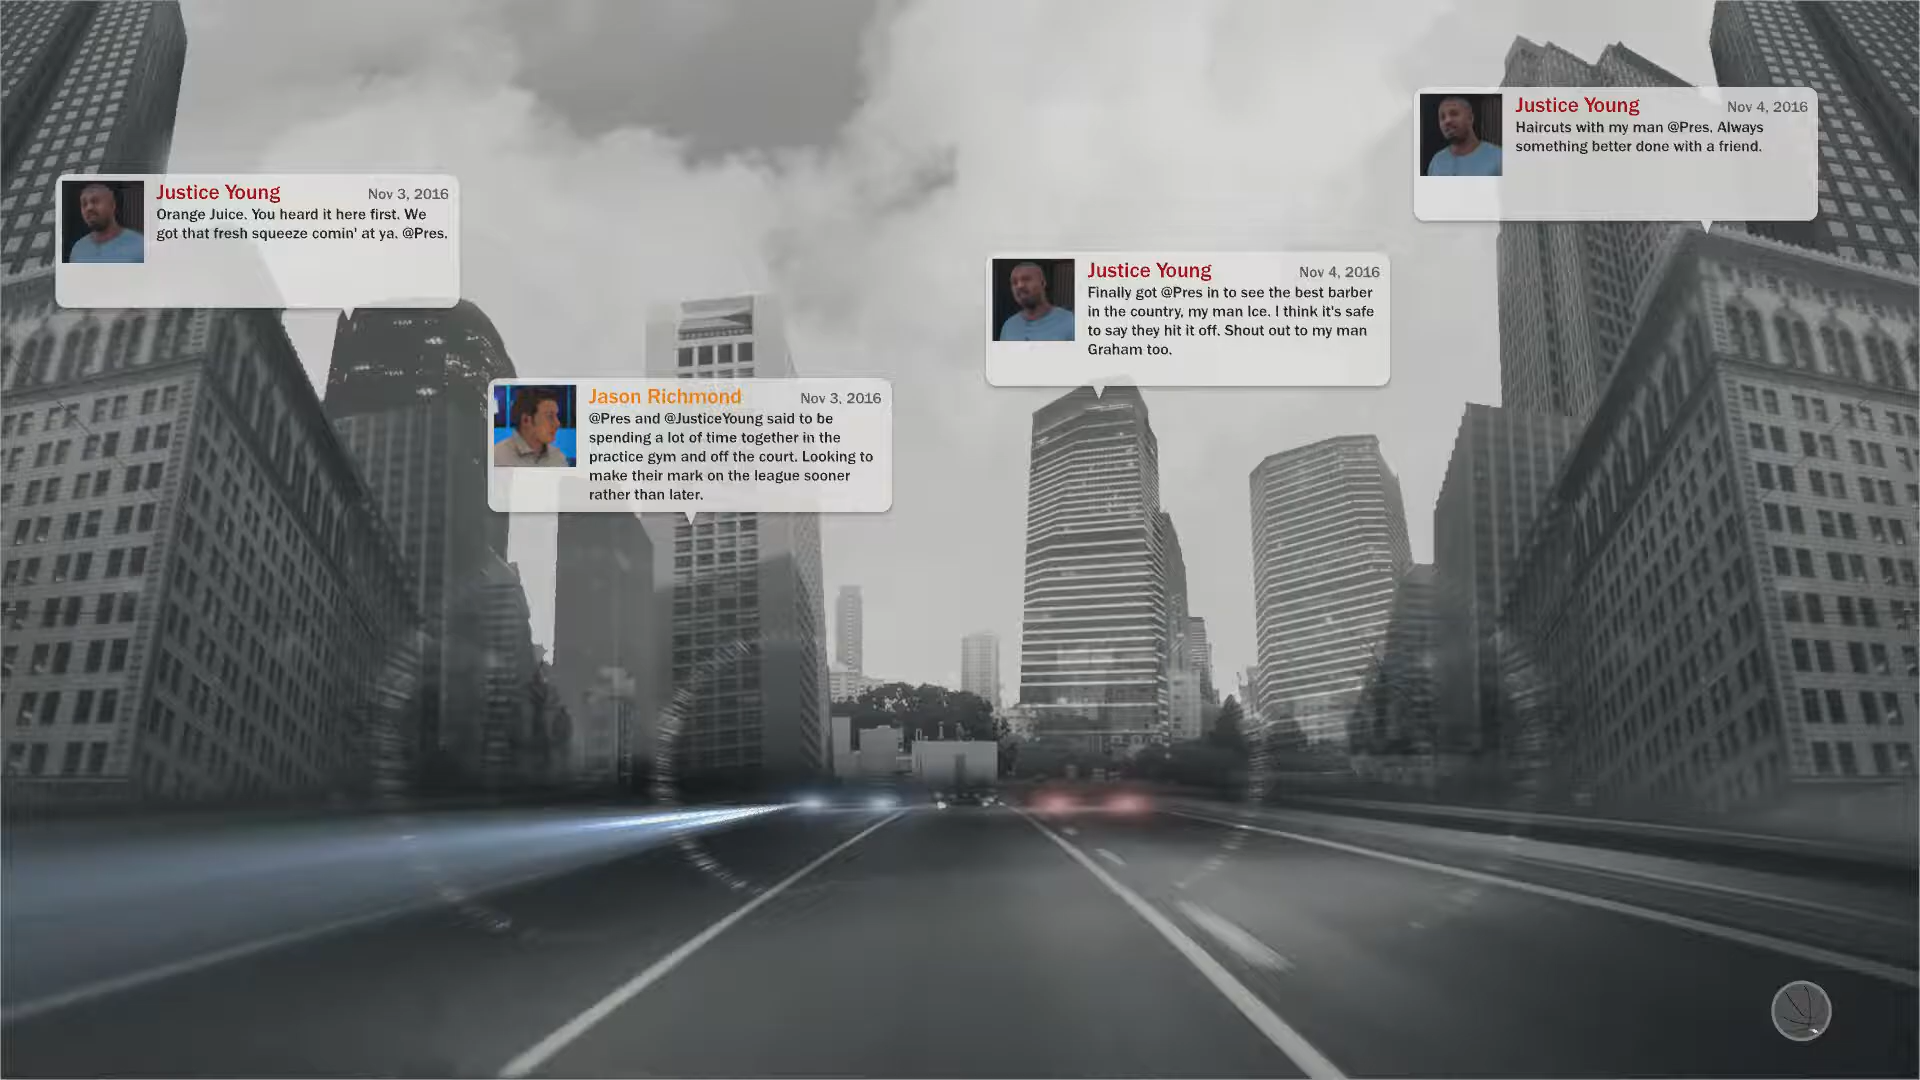 Justice Young
Nov 3, 2016
Orange Juice. You heard it here first. We
got that fresh squeeze comin' at ya. @Pres.
Jason Richmond
Nov 3, 2016
@Pres and @JusticeYoung said to be
spending a lot of time together in the
practice gym and off the court. Looking to
make their mark on the league sooner
rather than later.
Justice Young
Nov 4, 2016
Finally got @Pres in to see the best barber
in the country, my man Ice. I think it's safe
to say they hit it off. Shout out to my man
Graham too.
Justice Young
Nov 4, 2016
Haircuts with my man @Pres. Always
something better done with a friend.